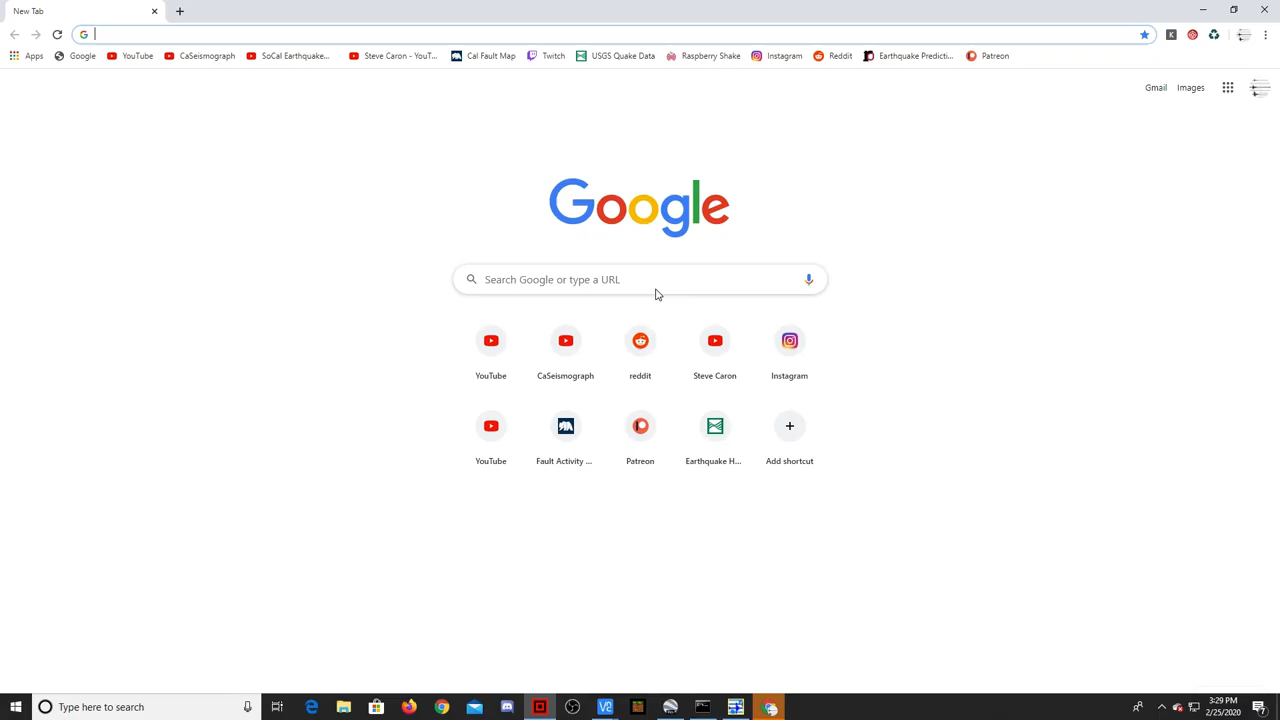 New Tab
Apps Google YouTube CaSeismograph SoCal Earthquake... Steve Caron - YouT... Cal Fault Map Twitch USGS Quake Data Raspberry Shake Instagram Reddit Earthquake Predicti... Patreon
Gmail Images
Google
Search Google or type a URL
YouTube CaSeismograph reddit Steve Caron Instagram
YouTube Fault Activity ... Patreon Earthquake H... Add shortcut
Type here to search
3:29 PM
2/25/2020